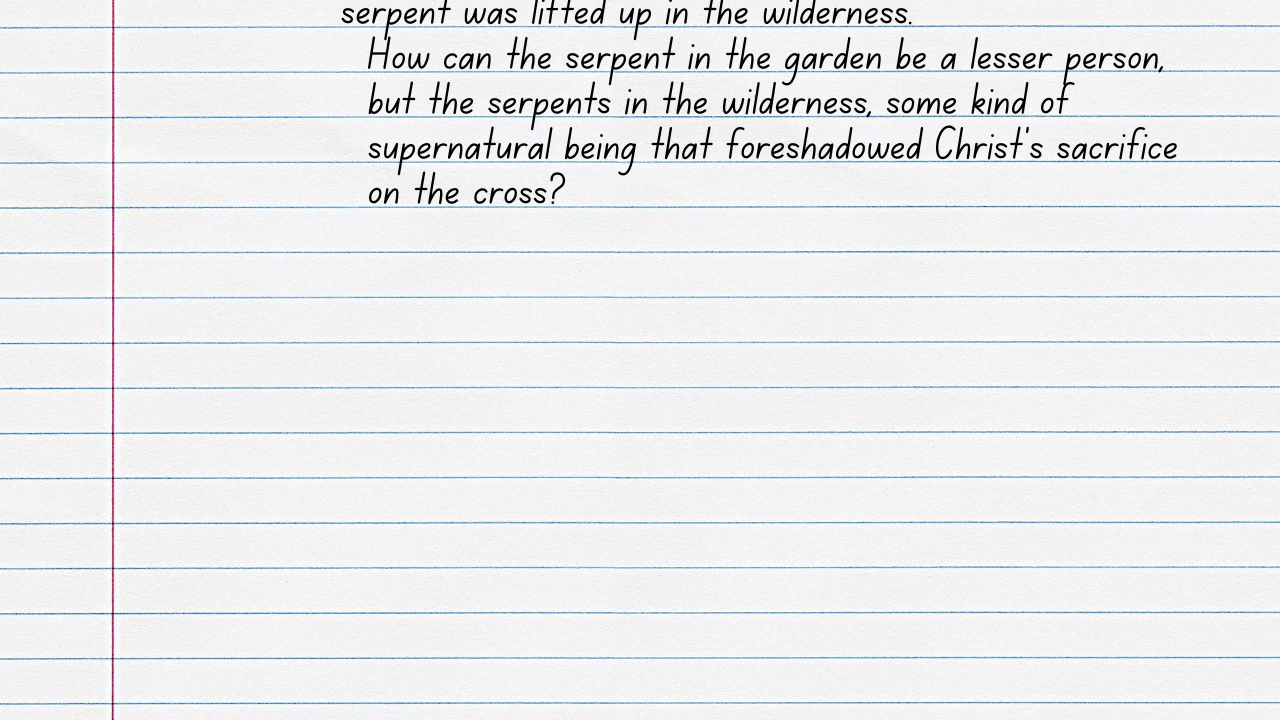 serpent was lifted up in the wilderness.
How can the serpent in the garden be a lesser person,
but the serpents in the wilderness, some kind of
supernatural being that foreshadowed Christ's sacrifice
on the cross?